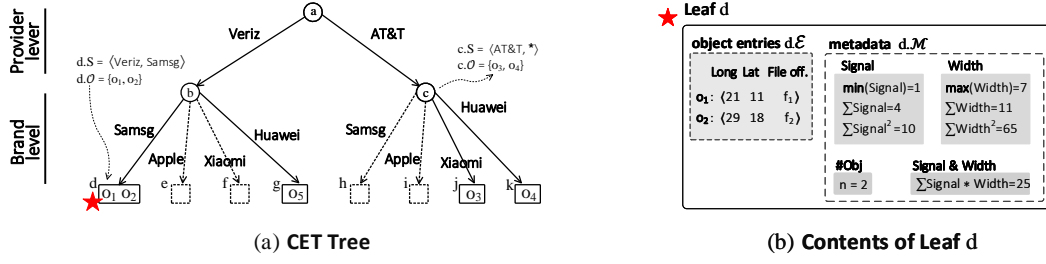 Provider lever
Brand level
a
Veriz
AT&T
d.S = ⟨Veriz, Samsg⟩
d.O = {o1, o2}
c.S = ⟨AT&T, *⟩
c.O = {o3, o4}
b
c
Samsg
Apple
Xiaomi
Huawei
Samsg
Apple
Xiaomi
Huawei
d
e
f
g
h
i
j
k
o1 o2
o5
o3
o4
(a) CET Tree
Leaf d
object entries d.E
Long Lat File off.
o1: ⟨21 11 f1⟩
o2: ⟨29 18 f2⟩
metadata d.M
Signal
min(Signal)=1
∑Signal=4
∑Signal²=10
Width
max(Width)=7
∑Width=11
∑Width²=65
#Obj
n = 2
Signal & Width
∑Signal * Width=25
(b) Contents of Leaf d